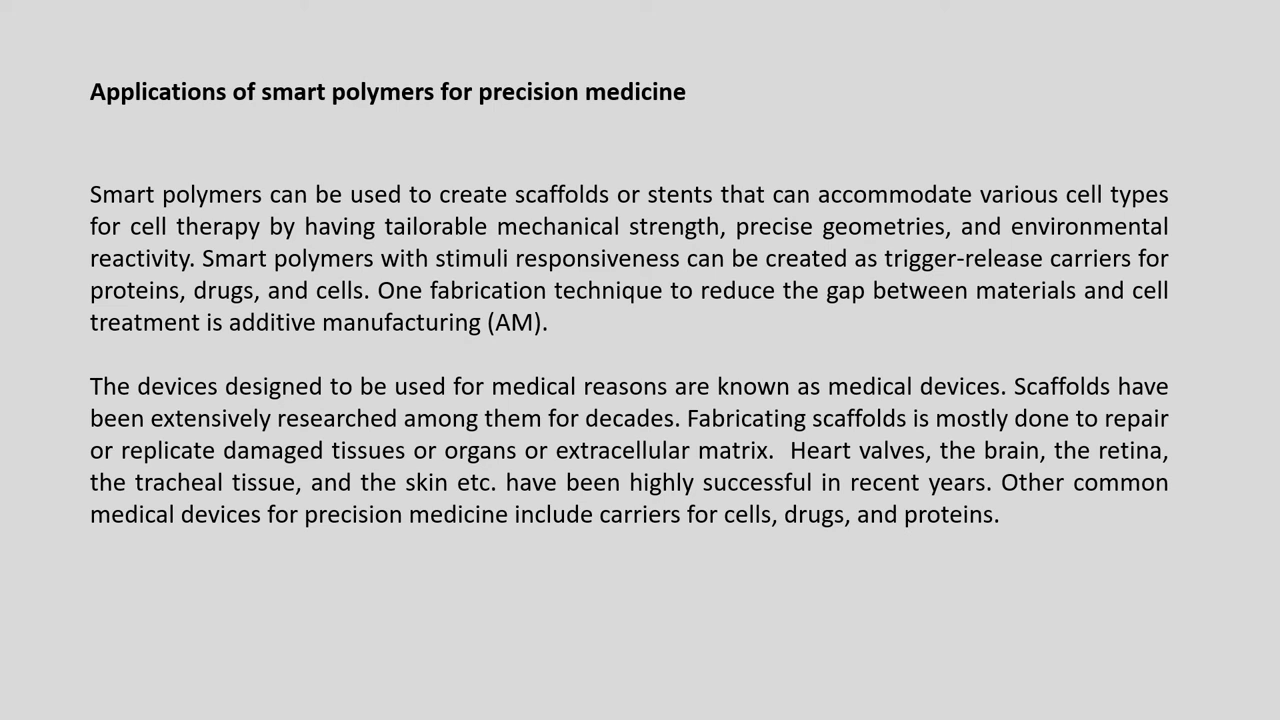 Applications of smart polymers for precision medicine
Smart polymers can be used to create scaffolds or stents that can accommodate various cell types
for cell therapy by having tailorable mechanical strength, precise geometries, and environmental
reactivity. Smart polymers with stimuli responsiveness can be created as trigger-release carriers for
proteins, drugs, and cells. One fabrication technique to reduce the gap between materials and cell
treatment is additive manufacturing (AM).
The devices designed to be used for medical reasons are known as medical devices. Scaffolds have
been extensively researched among them for decades. Fabricating scaffolds is mostly done to repair
or replicate damaged tissues or organs or extracellular matrix.  Heart valves, the brain, the retina,
the tracheal tissue, and the skin etc. have been highly successful in recent years. Other common
medical devices for precision medicine include carriers for cells, drugs, and proteins.